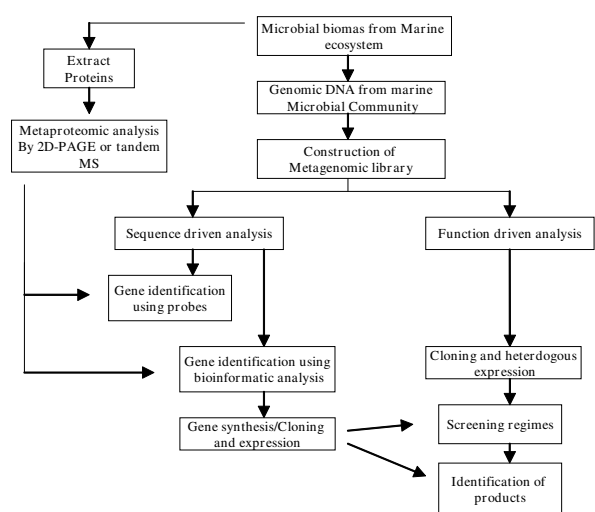 Microbial biomas from Marine
ecosystem
Extract
Proteins
Genomic DNA from marine
Microbial Community
Metaproteomic analysis
By 2D-PAGE or tandem
MS
Construction of
Metagenomic library
Sequence driven analysis
Function driven analysis
Gene identification
using probes
Gene identification using
bioinformatic analysis
Cloning and heterdogous
expression
Gene synthesis/Cloning
and expression
Screening regimes
Identification of
products